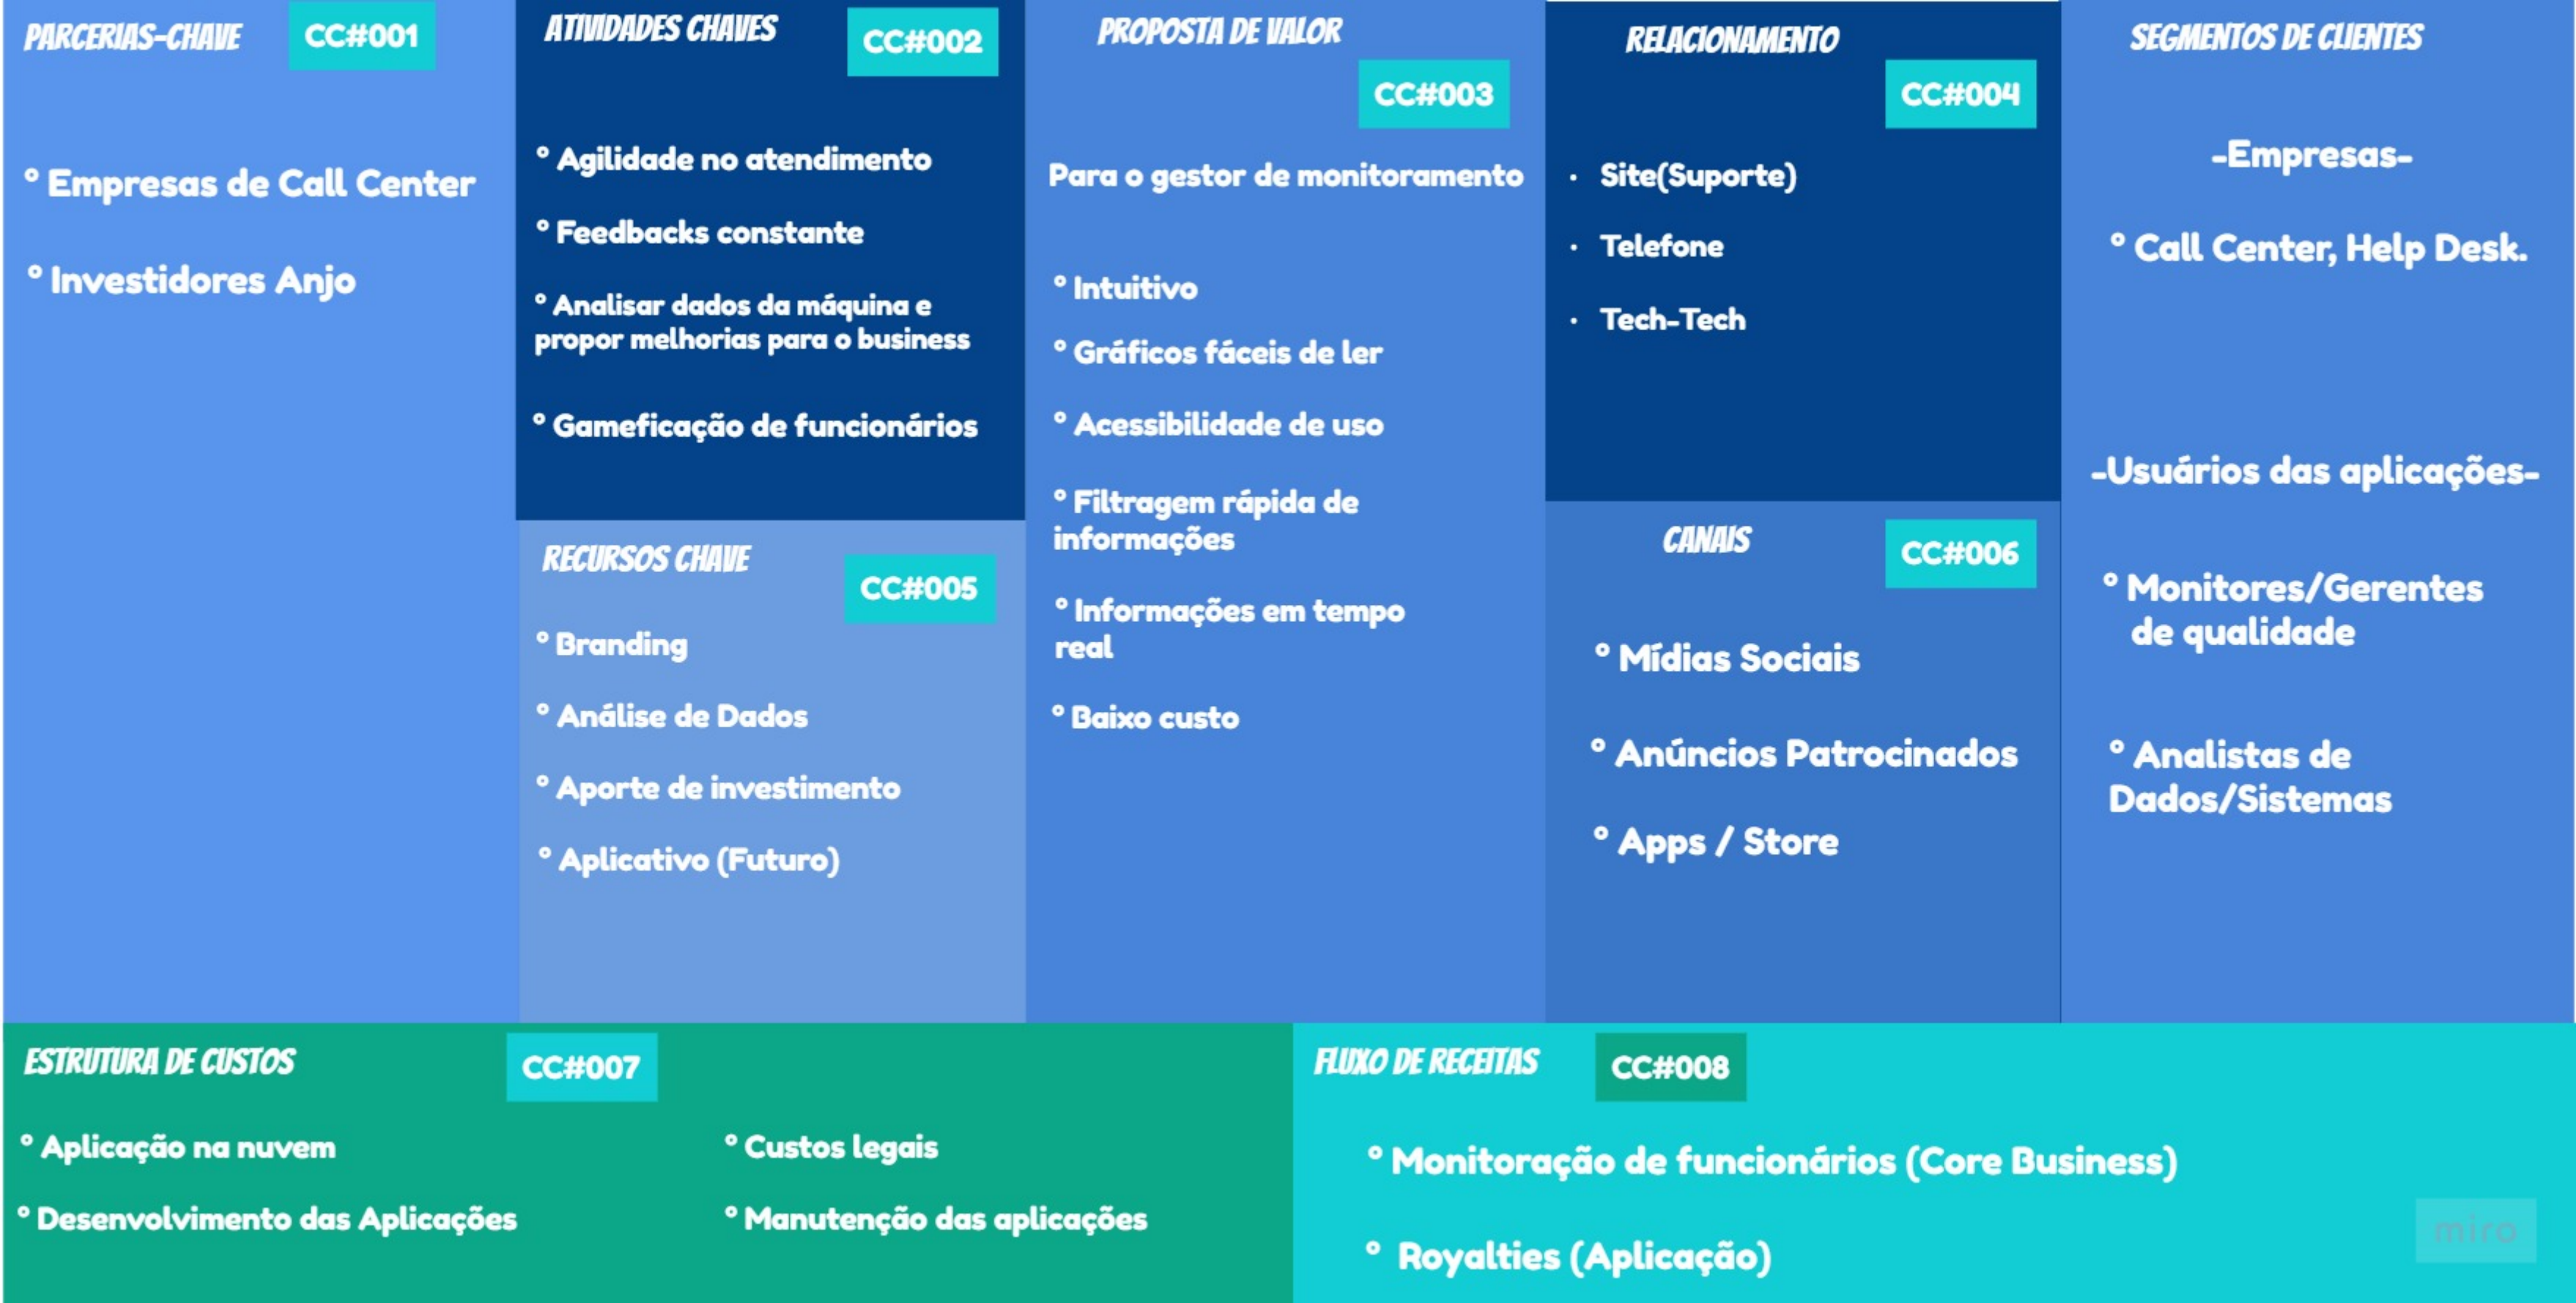 PARCERIAS-CHAVE
CC#001
° Empresas de Call Center
° Investidores Anjo
ATIVIDADES CHAVES
CC#002
° Agilidade no atendimento
° Feedbacks constante
° Analisar dados da máquina e
propor melhorias para o business
° Gameficação de funcionários
RECURSOS CHAVE
CC#005
° Branding
° Análise de Dados
° Aporte de investimento
° Aplicativo (Futuro)
PROPOSTA DE VALOR
CC#003
Para o gestor de monitoramento
° Intuitivo
° Gráficos fáceis de ler
° Acessibilidade de uso
° Filtragem rápida de
informações
° Informações em tempo
real
° Baixo custo
RELACIONAMENTO
CC#004
· Site(Suporte)
· Telefone
· Tech-Tech
CANAIS
CC#006
° Mídias Sociais
° Anúncios Patrocinados
° Apps / Store
SEGMENTOS DE CLIENTES
-Empresas-
° Call Center, Help Desk.
-Usuários das aplicações-
° Monitores/Gerentes
de qualidade
° Analistas de
Dados/Sistemas
ESTRUTURA DE CUSTOS
CC#007
° Aplicação na nuvem
° Desenvolvimento das Aplicações
° Custos legais
° Manutenção das aplicações
FLUXO DE RECEITAS
CC#008
° Monitoração de funcionários (Core Business)
° Royalties (Aplicação)
miro